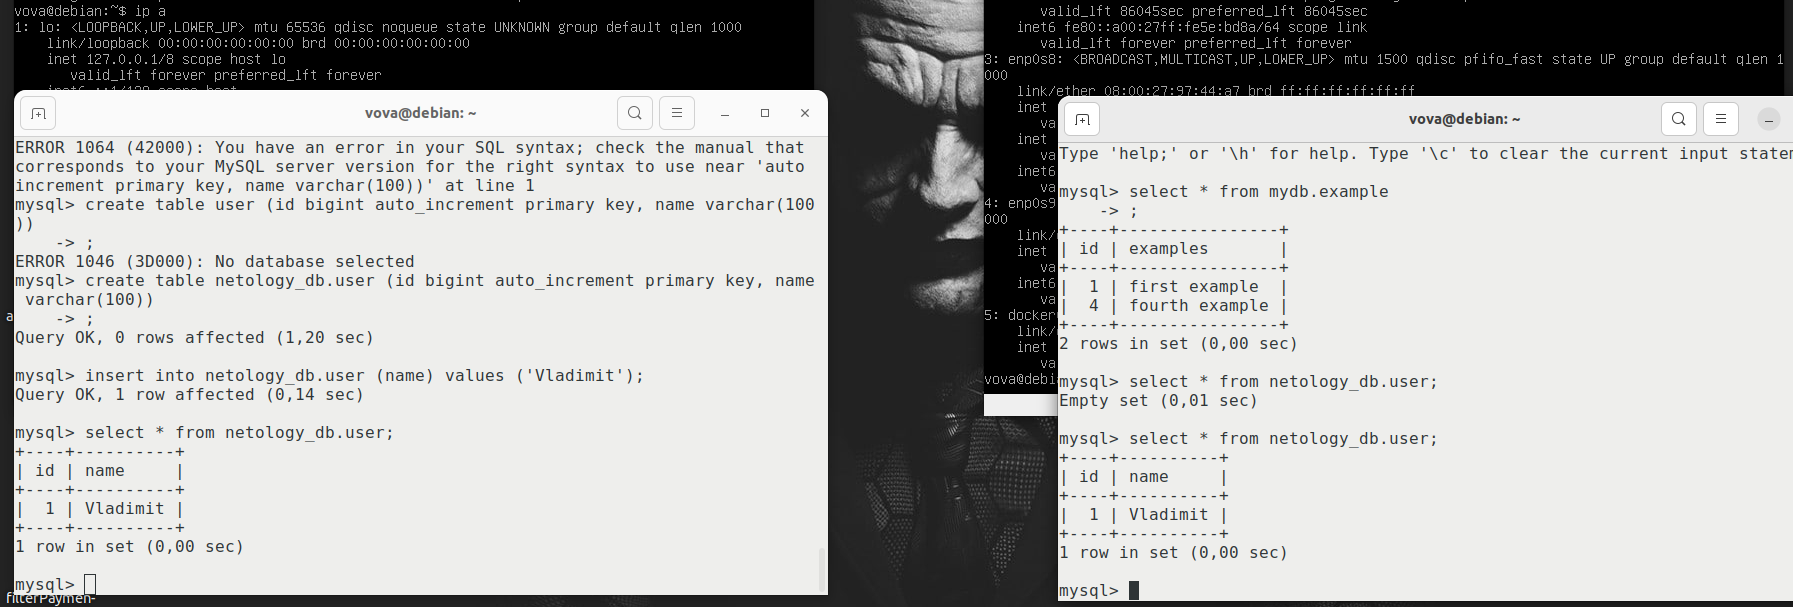 vova@debian:~$ ip a
1: lo: <LOOPBACK,UP,LOWER_UP> mtu 65536 qdisc noqueue state UNKNOWN group default qlen 1000
link/loopback 00:00:00:00:00:00 brd 00:00:00:00:00:00
inet 127.0.0.1/8 scope host lo
valid_lft forever preferred_lft forever
vova@debian: ~
ERROR 1064 (42000): You have an error in your SQL syntax; check the manual that
corresponds to your MySQL server version for the right syntax to use near 'auto
increment primary key, name varchar(100))' at line 1
mysql> create table user (id bigint auto_increment primary key, name varchar(100
))
-> ;
ERROR 1046 (3D000): No database selected
mysql> create table netology_db.user (id bigint auto_increment primary key, name
varchar(100))
-> ;
Query OK, 0 rows affected (1,20 sec)
mysql> insert into netology_db.user (name) values ('Vladimit');
Query OK, 1 row affected (0,14 sec)
mysql> select * from netology_db.user;
+----+----------+
| id | name     |
+----+----------+
|  1 | Vladimit |
+----+----------+
1 row in set (0,00 sec)
mysql>
a
valid_lft 86045sec preferred_lft 86045sec
inet6 fe80::a00:27ff:fe5e:bd8a/64 scope link
valid_lft forever preferred_lft forever
3: enp0s8: <BROADCAST,MULTICAST,UP,LOWER_UP> mtu 1500 qdisc pfifo_fast state UP group default qlen 1
000
link/ether 08:00:27:97:44:a7 brd ff:ff:ff:ff:ff:ff
inet
va
inet
va
inet6
va
4: enp0s9
000
link/
inet
va
inet6
va
5: docker
link/
inet
va
vova@debi
vova@debian: ~
Type 'help;' or '\h' for help. Type '\c' to clear the current input state
mysql> select * from mydb.example
-> ;
+----+----------------+
| id | examples       |
+----+----------------+
|  1 | first example  |
|  4 | fourth example |
+----+----------------+
2 rows in set (0,00 sec)
mysql> select * from netology_db.user;
Empty set (0,01 sec)
mysql> select * from netology_db.user;
+----+----------+
| id | name     |
+----+----------+
|  1 | Vladimit |
+----+----------+
1 row in set (0,00 sec)
mysql>
filterPaymen-